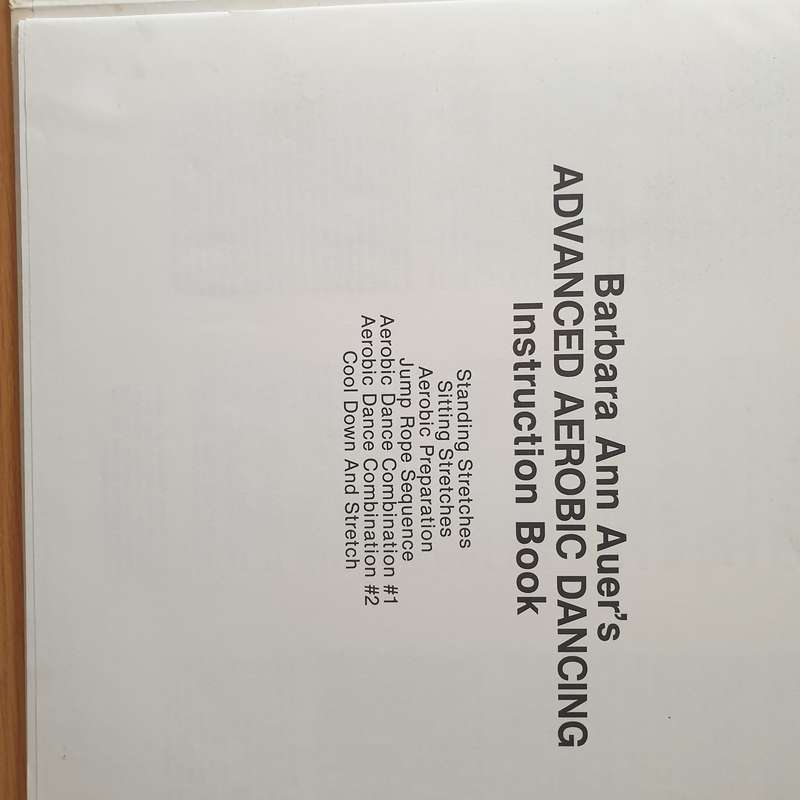 Barbara Ann Auer's
ADVANCED AEROBIC DANCING
Instruction Book
Standing Stretches
Sitting Stretches
Aerobic Preparation
Jump Rope Sequence
Aerobic Dance Combination #1
Aerobic Dance Combination #2
Cool Down And Stretch